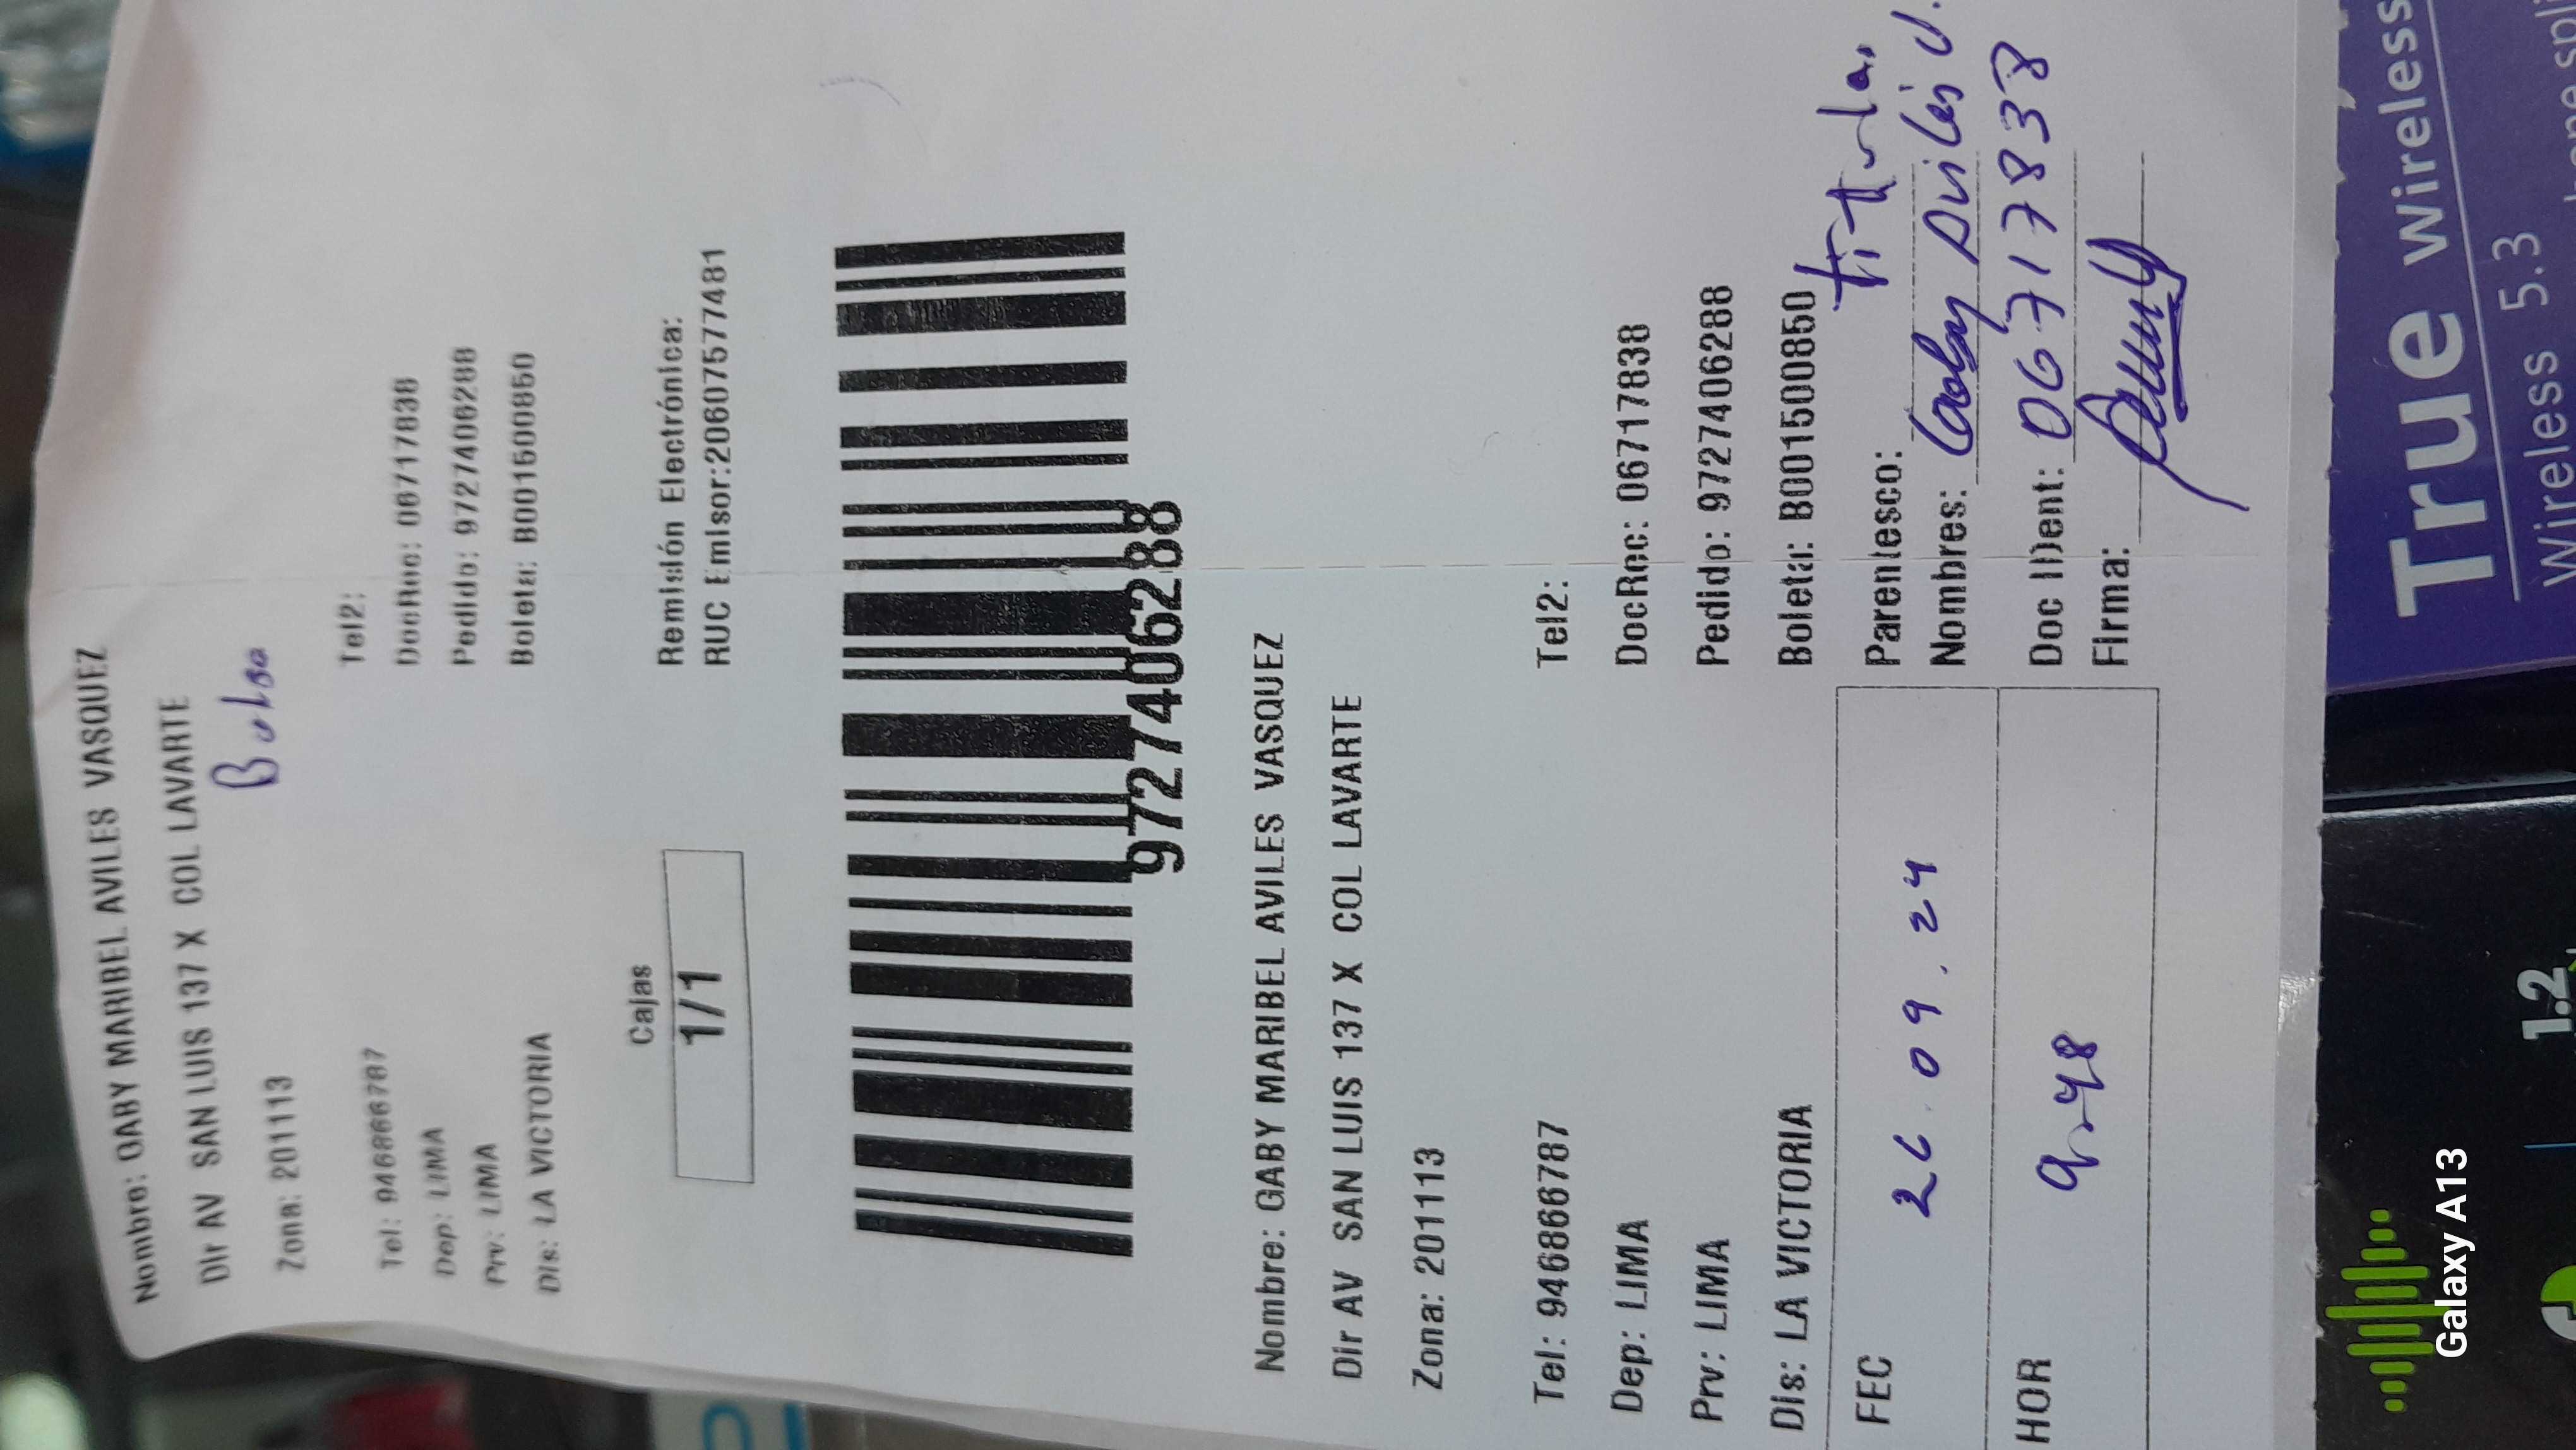 Nombre: GABY MARIBEL AVILES VASQUEZ
Dir AV SAN LUIS 137 X COL LAVARTE
Zona: 201113
Tel: 946866787
Tel2:
Dep: LIMA
DocRec: 06717838
Prv: LIMA
Pedido: 9727406288
Dis: LA VICTORIA
Boleta: B001500850
Cajas
1/1
Remisión Electrónica:
RUC Emisor:20607577481
9727406288
Nombre: GABY MARIBEL AVILES VASQUEZ
Dir AV SAN LUIS 137 X COL LAVARTE
Zona: 201113
Tel: 946866787
Tel2:
Dep: LIMA
DocRec: 06717838
Prv: LIMA
Pedido: 9727406288
Dis: LA VICTORIA
Boleta: B001500850
FEC 26.09.24
Parentesco: titular
Nombres: Gaby Avilés V.
HOR 9:48
Doc IDent: 06717838
Firma:
True wireless
Wireless 5.3
1.2
Galaxy A13